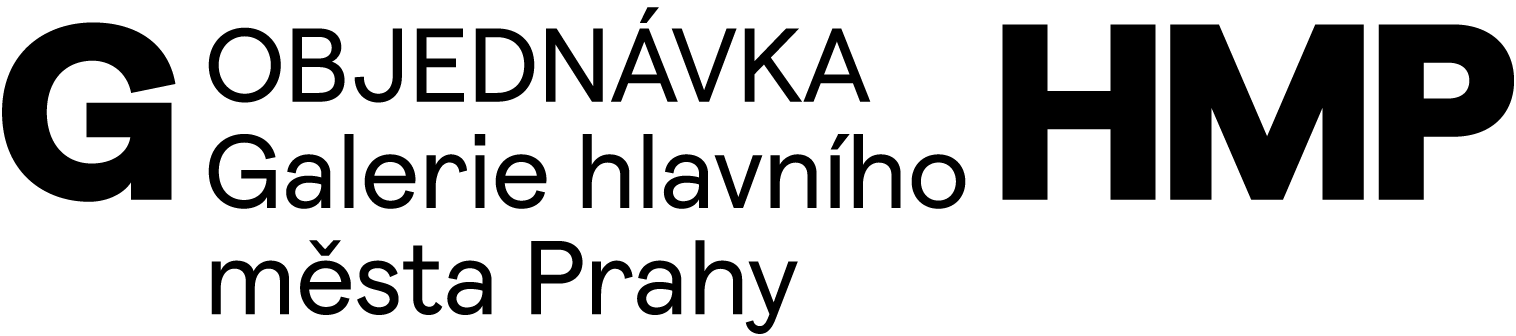 G OBJEDNÁVKA HMP
Galerie hlavního
města Prahy